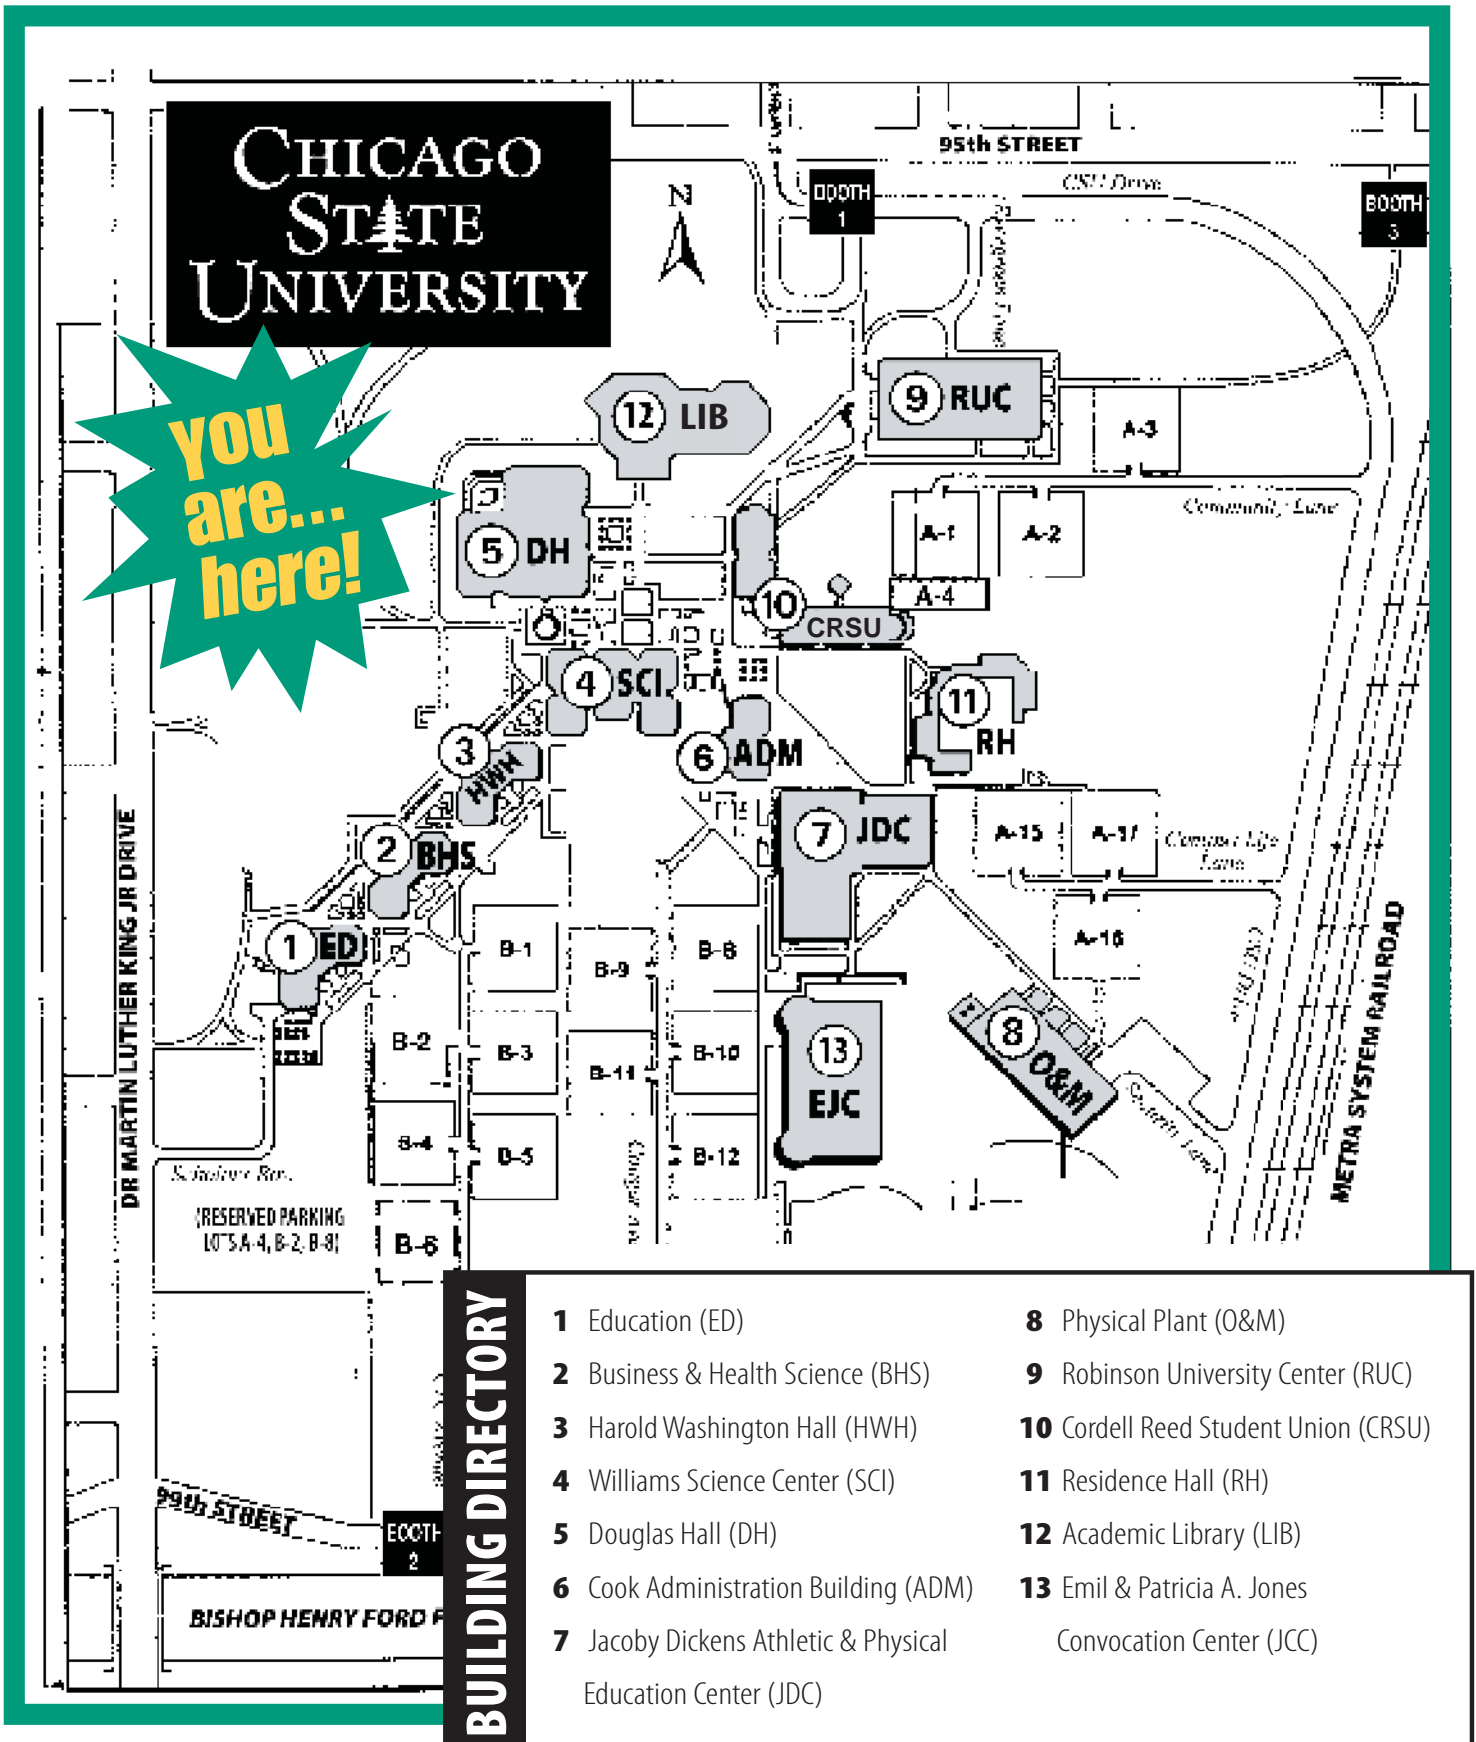 CHICAGO
STATE
UNIVERSITY
95th STREET
CSU Drive
BOOTH
1
BOOTH
3
N
You
are...
here!
12 LIB
9 RUC
A-3
Community Lane
5 DH
A-1
A-2
A-4
10
CRSU
4 SCI.
11
RH
3
HWH
6 ADM
7 JDC
A-15
A-17
2
BHS
1 ED
B-1
B-9
B-8
A-16
B-2
B-3
B-11
B-10
13
EJC
8
O&M
B-4
B-5
B-12
B-6
DR MARTIN LUTHER KING JR DRIVE
METRA SYSTEM RAILROAD
(RESERVED PARKING
LOTS A-4, B-2, B-8)
99th STREET
BOOTH
2
BISHOP HENRY FORD F
BUILDING DIRECTORY
1 Education (ED)
2 Business & Health Science (BHS)
3 Harold Washington Hall (HWH)
4 Williams Science Center (SCI)
5 Douglas Hall (DH)
6 Cook Administration Building (ADM)
7 Jacoby Dickens Athletic & Physical
Education Center (JDC)
8 Physical Plant (O&M)
9 Robinson University Center (RUC)
10 Cordell Reed Student Union (CRSU)
11 Residence Hall (RH)
12 Academic Library (LIB)
13 Emil & Patricia A. Jones
Convocation Center (JCC)